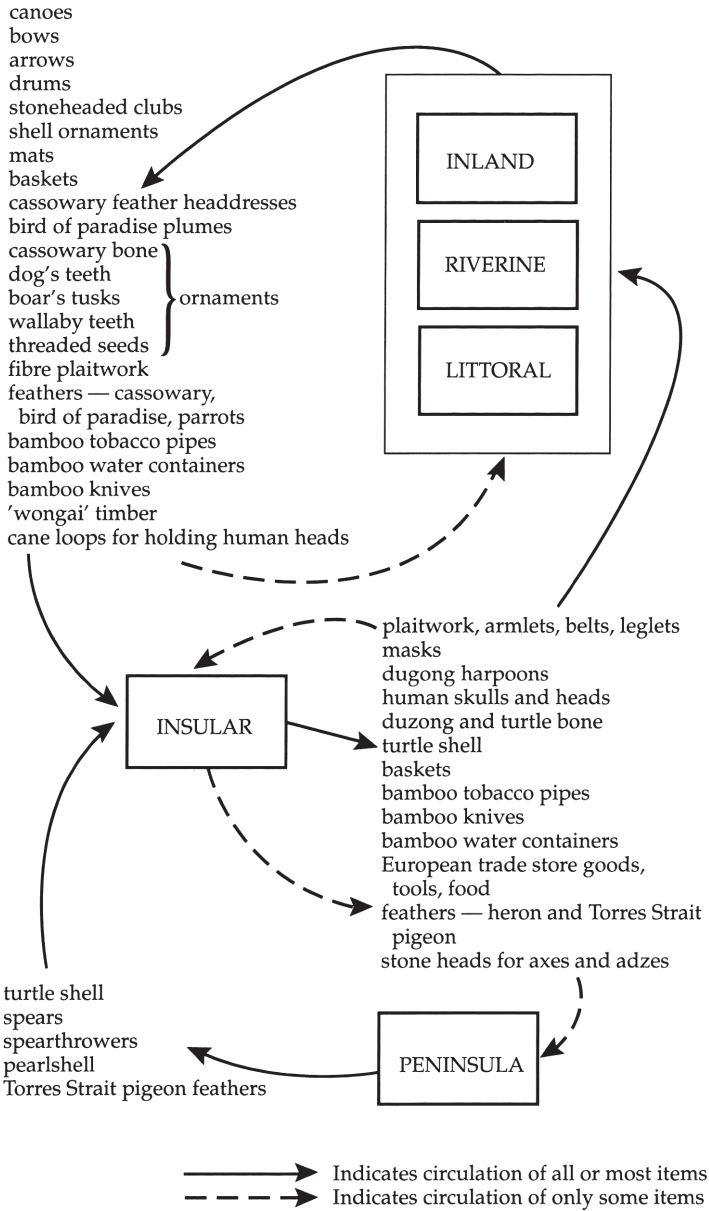 canoes
bows
arrows
drums
stoneheaded clubs
shell ornaments
mats
baskets
cassowary feather headdresses
bird of paradise plumes
cassowary bone
dog's teeth
boar's tusks
wallaby teeth
threaded seeds
ornaments
fibre plaitwork
feathers — cassowary,
bird of paradise, parrots
bamboo tobacco pipes
bamboo water containers
bamboo knives
'wongai' timber
cane loops for holding human heads
INLAND
RIVERINE
LITTORAL
INSULAR
plaitwork, armlets, belts, leglets
masks
dugong harpoons
human skulls and heads
duzong and turtle bone
turtle shell
baskets
bamboo tobacco pipes
bamboo knives
bamboo water containers
European trade store goods,
tools, food
feathers — heron and Torres Strait
pigeon
stone heads for axes and adzes
turtle shell
spears
spearthrowers
pearlshell
Torres Strait pigeon feathers
PENINSULA
Indicates circulation of all or most items
Indicates circulation of only some items